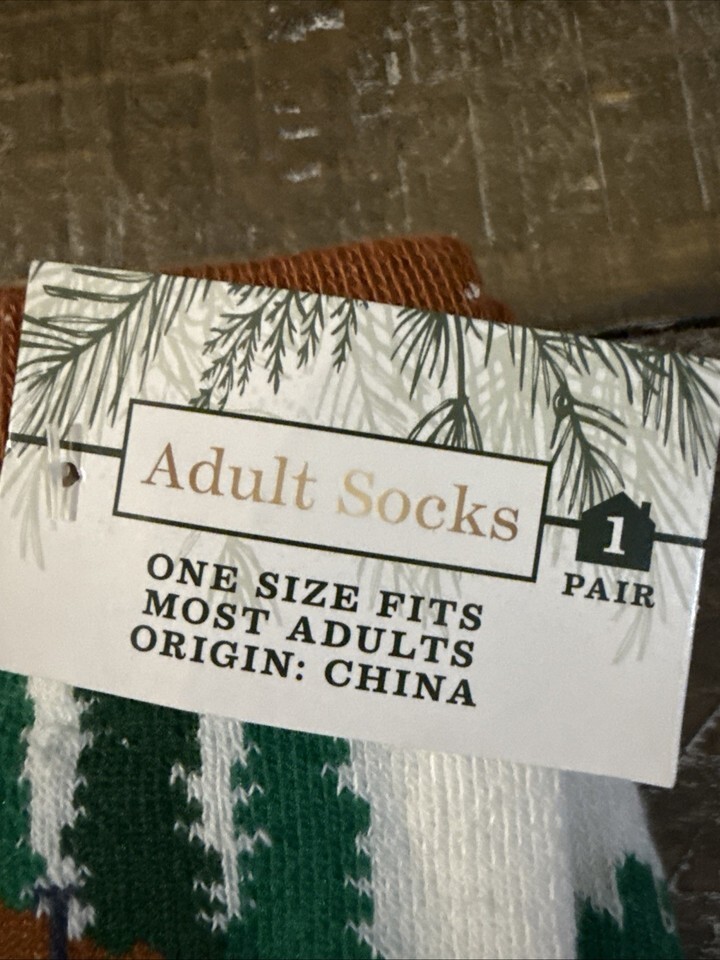 Adult Socks
1
PAIR
ONE SIZE FITS
MOST ADULTS
ORIGIN: CHINA